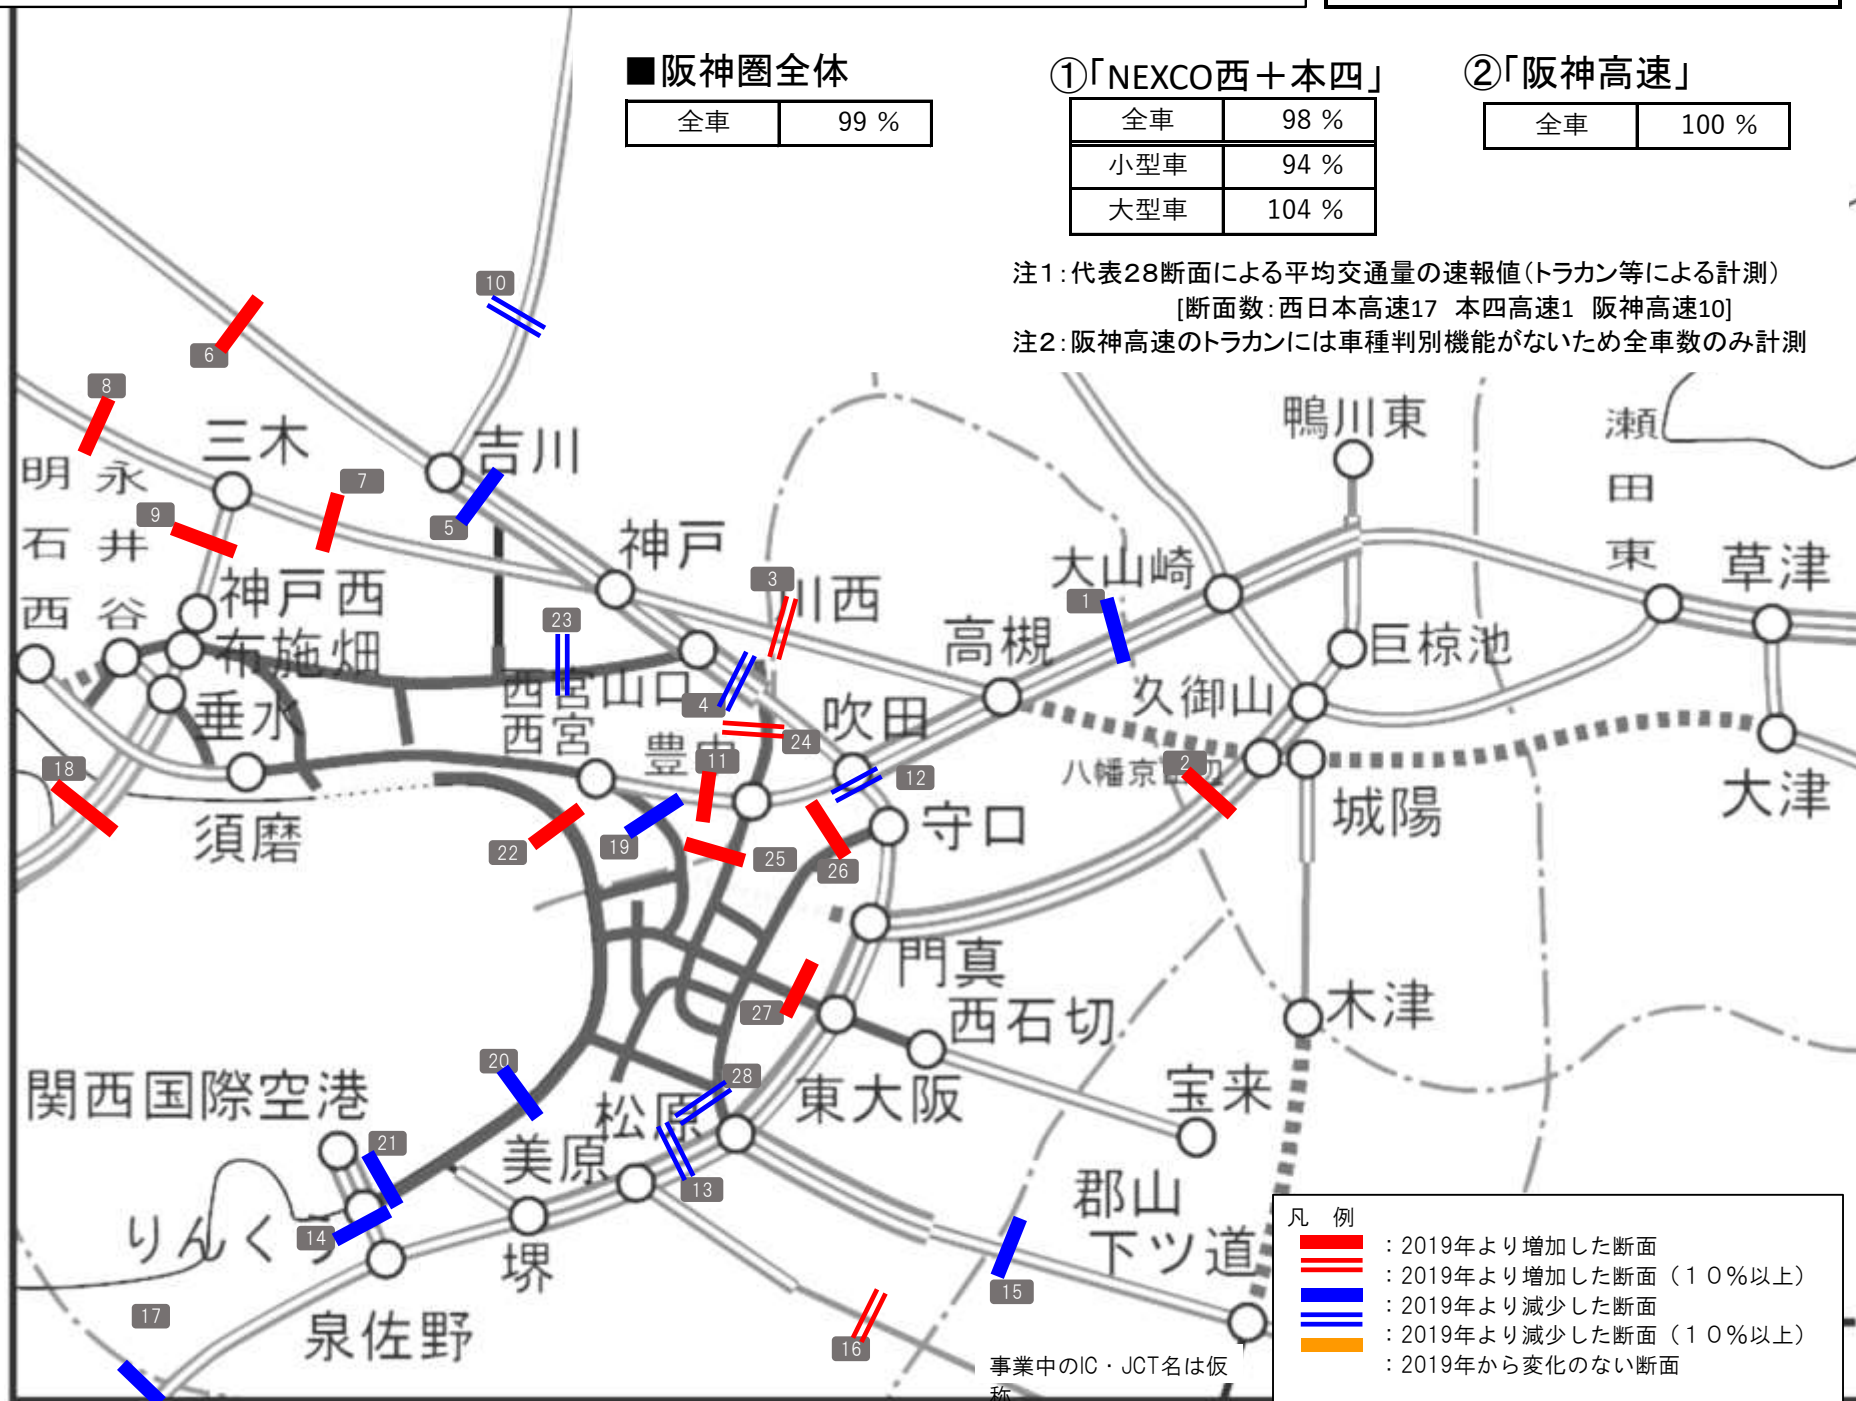 ■阪神圏全体
全車 99 %
①「NEXCO西＋本四」
全車 98 %
小型車 94 %
大型車 104 %
②「阪神高速」
全車 100 %
注１：代表２８断面による平均交通量の速報値（トラカン等による計測）
[断面数：西日本高速17 本四高速1 阪神高速10]
注２：阪神高速のトラカンには車種判別機能がないため全車数のみ計測
10
6
8
三木
吉川
鴨川東
瀬田東
明石西
永井谷
7
9
5
神戸
神戸西
布施畑
3
川西
大山崎
1
草津
23
高槻
巨椋池
西宮山口
西宮
4
久御山
垂水
吹田
24
豊中
11
12
八幡京田辺
2
18
大津
城陽
須磨
22
19
守口
25
26
門真
27
西石切
木津
20
28
関西国際空港
松原
東大阪
宝来
21
美原
13
郡山
下ツ道
14
りんくう
堺
15
17
泉佐野
16
事業中のIC・JCT名は仮
称
凡 例
：2019年より増加した断面
：2019年より増加した断面（１０％以上）
：2019年より減少した断面
：2019年より減少した断面（１０％以上）
：2019年から変化のない断面